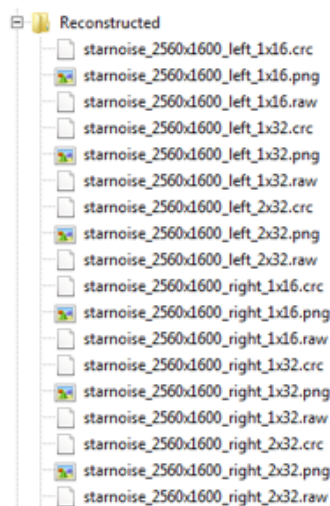 Reconstructed
starnoise_2560x1600_left_1x16.crc
starnoise_2560x1600_left_1x16.png
starnoise_2560x1600_left_1x16.raw
starnoise_2560x1600_left_1x32.crc
starnoise_2560x1600_left_1x32.png
starnoise_2560x1600_left_1x32.raw
starnoise_2560x1600_left_2x32.crc
starnoise_2560x1600_left_2x32.png
starnoise_2560x1600_left_2x32.raw
starnoise_2560x1600_right_1x16.crc
starnoise_2560x1600_right_1x16.png
starnoise_2560x1600_right_1x16.raw
starnoise_2560x1600_right_1x32.crc
starnoise_2560x1600_right_1x32.png
starnoise_2560x1600_right_1x32.raw
starnoise_2560x1600_right_2x32.crc
starnoise_2560x1600_right_2x32.png
starnoise_2560x1600_right_2x32.raw